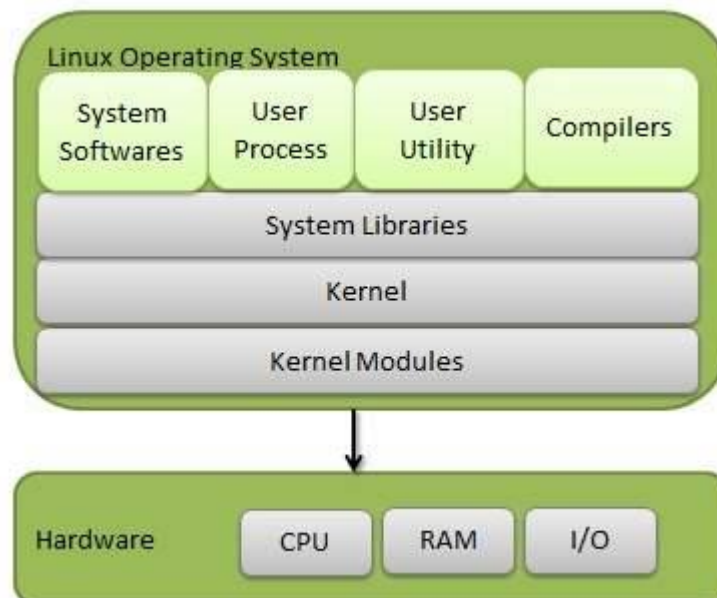 Linux Operating System
System
Softwares
User
Process
User
Utility
Compilers
System Libraries
Kernel
Kernel Modules
Hardware
CPU
RAM
I/O